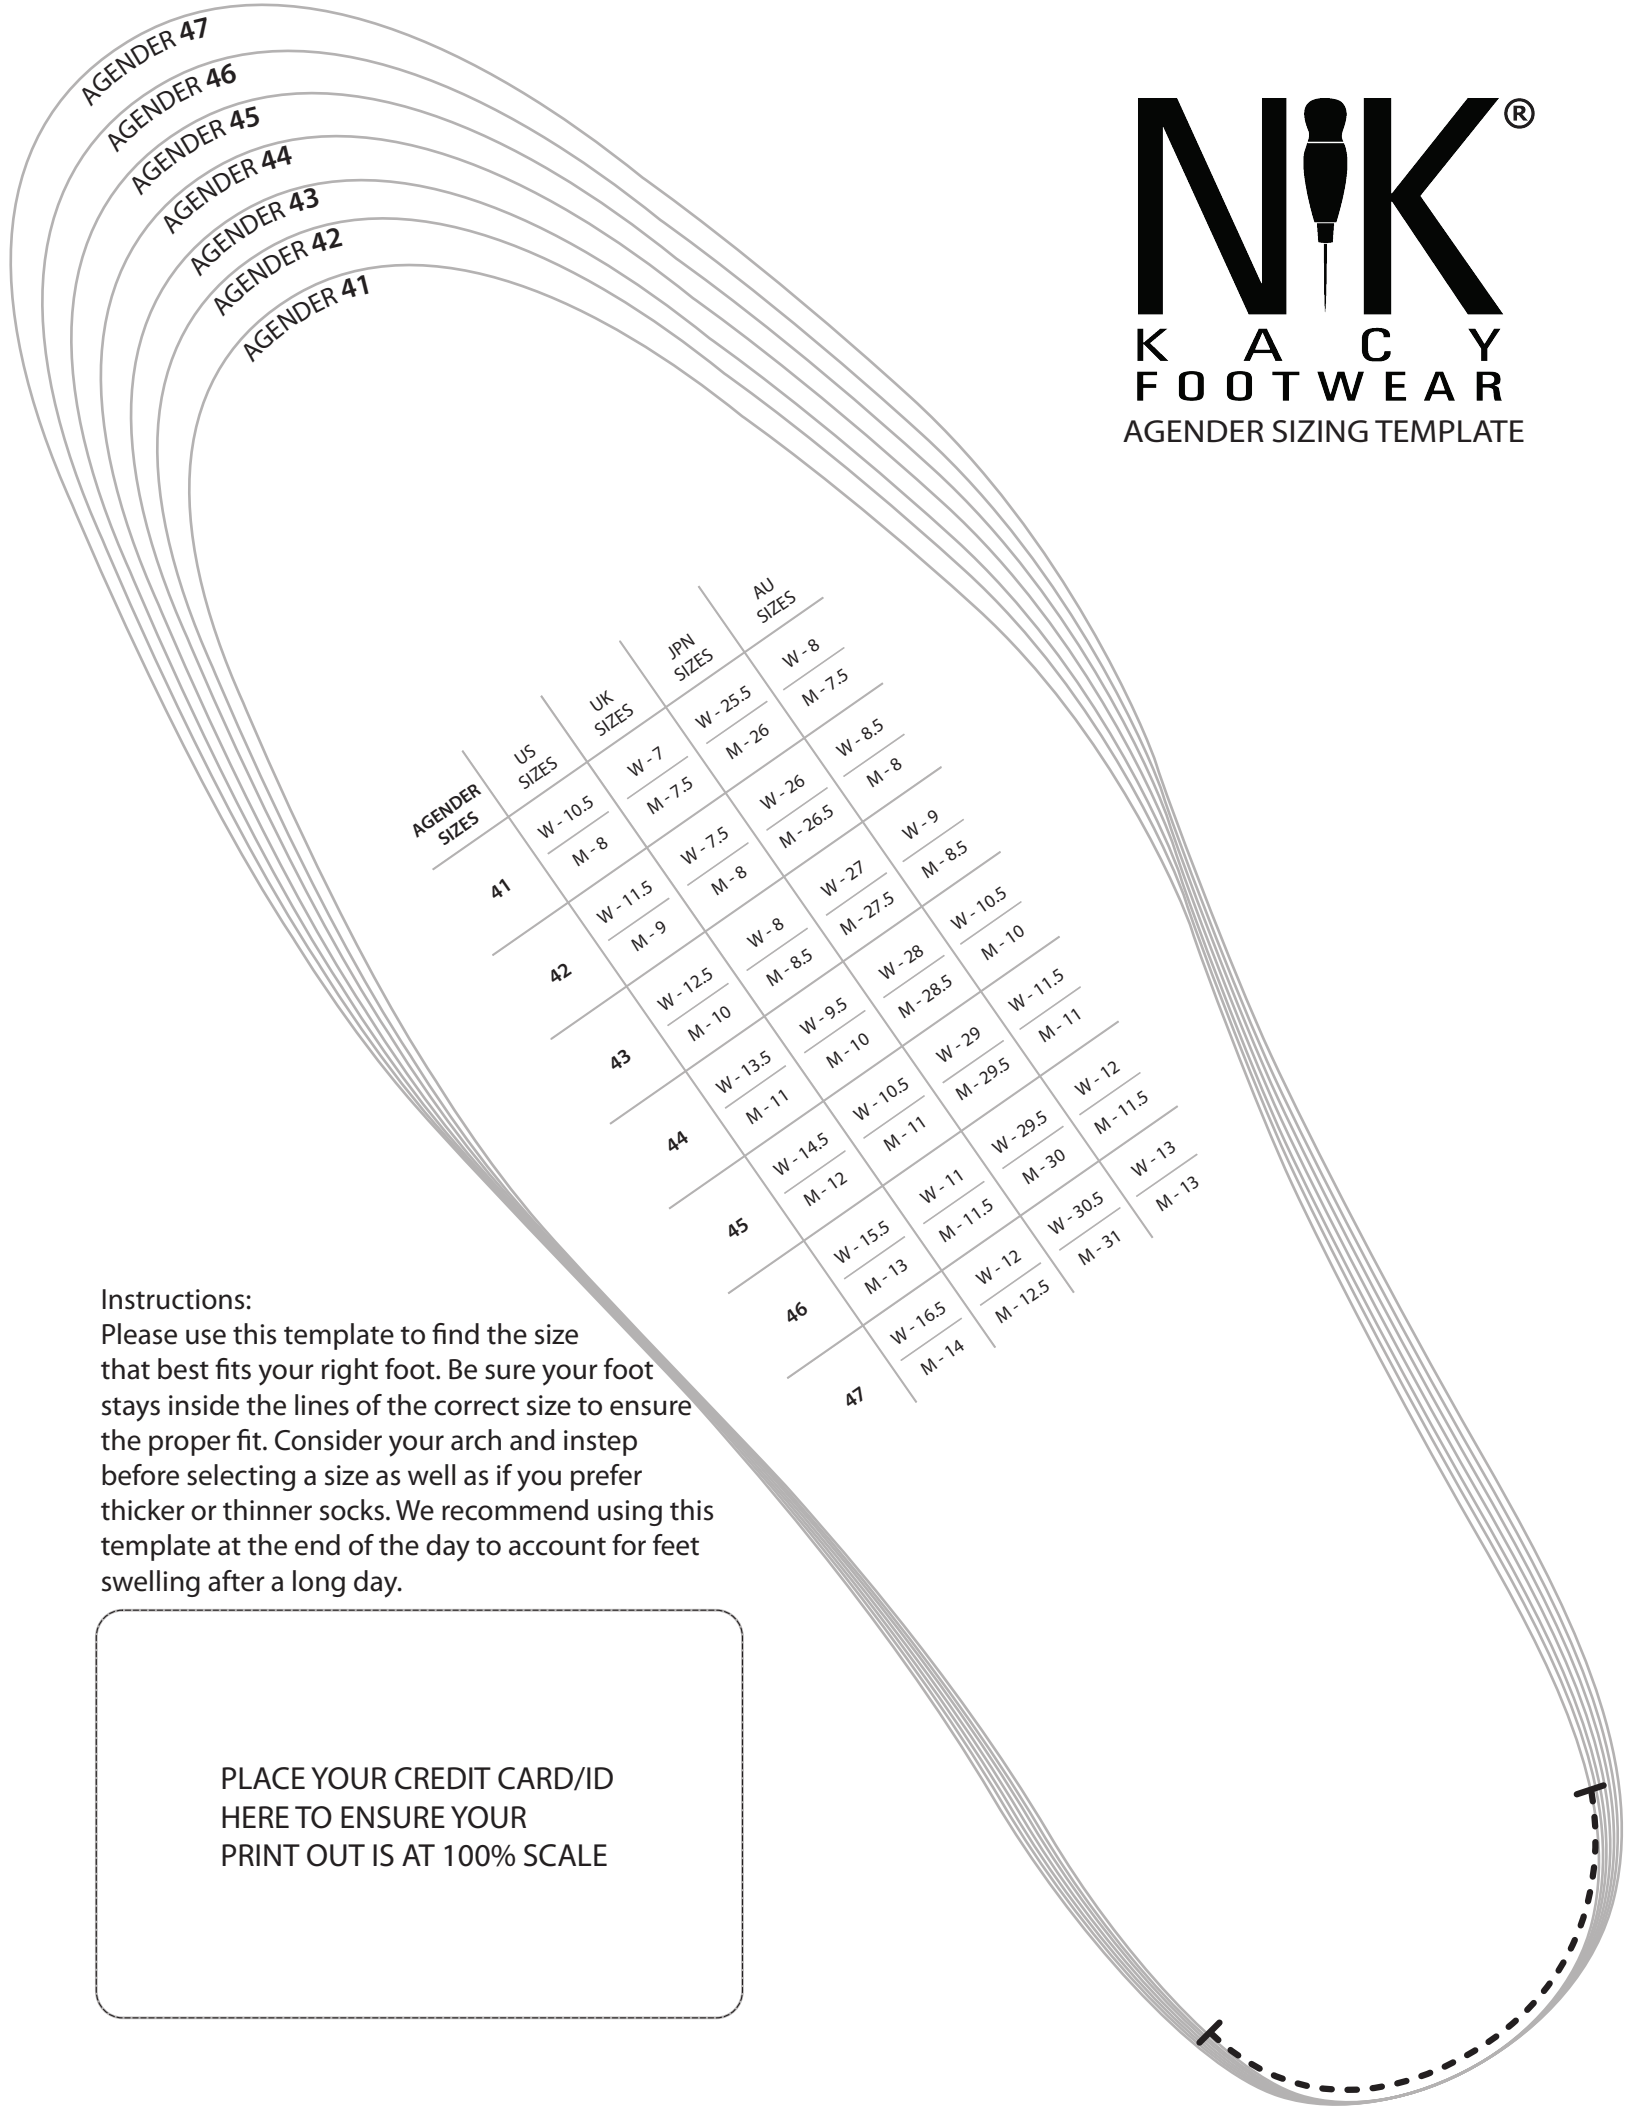 AGENDER 47
AGENDER 46
AGENDER 45
AGENDER 44
AGENDER 43
AGENDER 42
AGENDER 41
NK®
KACY
FOOTWEAR
AGENDER SIZING TEMPLATE
AGENDER
SIZES
US
SIZES
UK
SIZES
JPN
SIZES
AU
SIZES
41
W - 10.5
M - 8
W - 7
M - 7.5
W - 25.5
M - 26
W - 8
M - 7.5
42
W - 11.5
M - 9
W - 7.5
M - 8
W - 26
M - 26.5
W - 8.5
M - 8
43
W - 12.5
M - 10
W - 8
M - 8.5
W - 27
M - 27.5
W - 9
M - 8.5
44
W - 13.5
M - 11
W - 9.5
M - 10
W - 28
M - 28.5
W - 10.5
M - 10
45
W - 14.5
M - 12
W - 10.5
M - 11
W - 29
M - 29.5
W - 11.5
M - 11
46
W - 15.5
M - 13
W - 11
M - 11.5
W - 29.5
M - 30
W - 12
M - 11.5
47
W - 16.5
M - 14
W - 12
M - 12.5
W - 30.5
M - 31
W - 13
M - 13
Instructions:
Please use this template to find the size
that best fits your right foot. Be sure your foot
stays inside the lines of the correct size to ensure
the proper fit. Consider your arch and instep
before selecting a size as well as if you prefer
thicker or thinner socks. We recommend using this
template at the end of the day to account for feet
swelling after a long day.
PLACE YOUR CREDIT CARD/ID
HERE TO ENSURE YOUR
PRINT OUT IS AT 100% SCALE